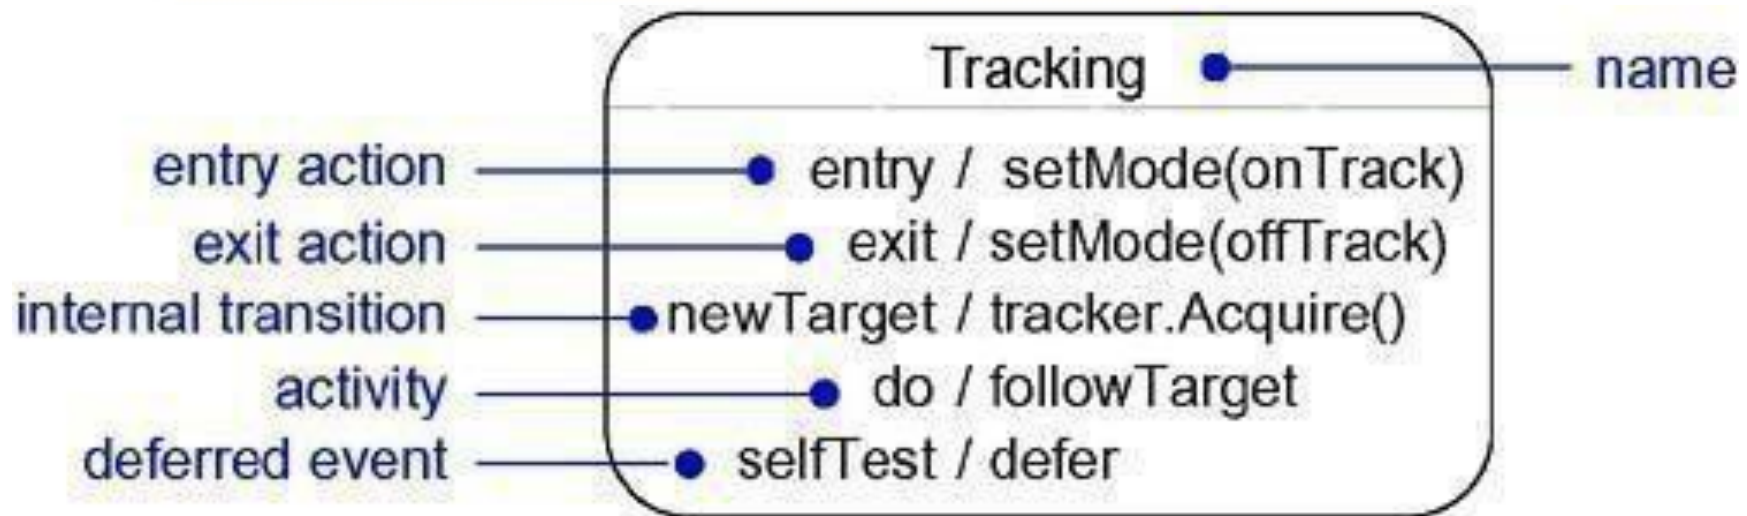 Tracking name
entry action entry / setMode(onTrack)
exit action exit / setMode(offTrack)
internal transition newTarget / tracker.Acquire()
activity do / followTarget
deferred event selfTest / defer